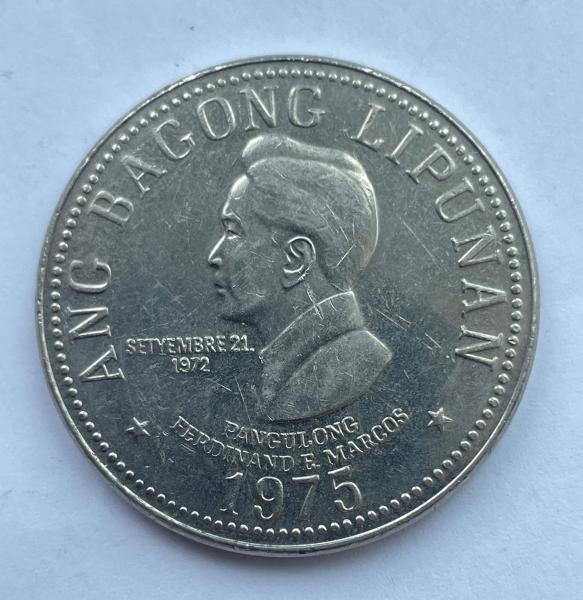 ANG BAGONG LIPUNAN
SETYEMBRE 21.
1972
PANGULONG
FERDINAND E. MARCOS
1975